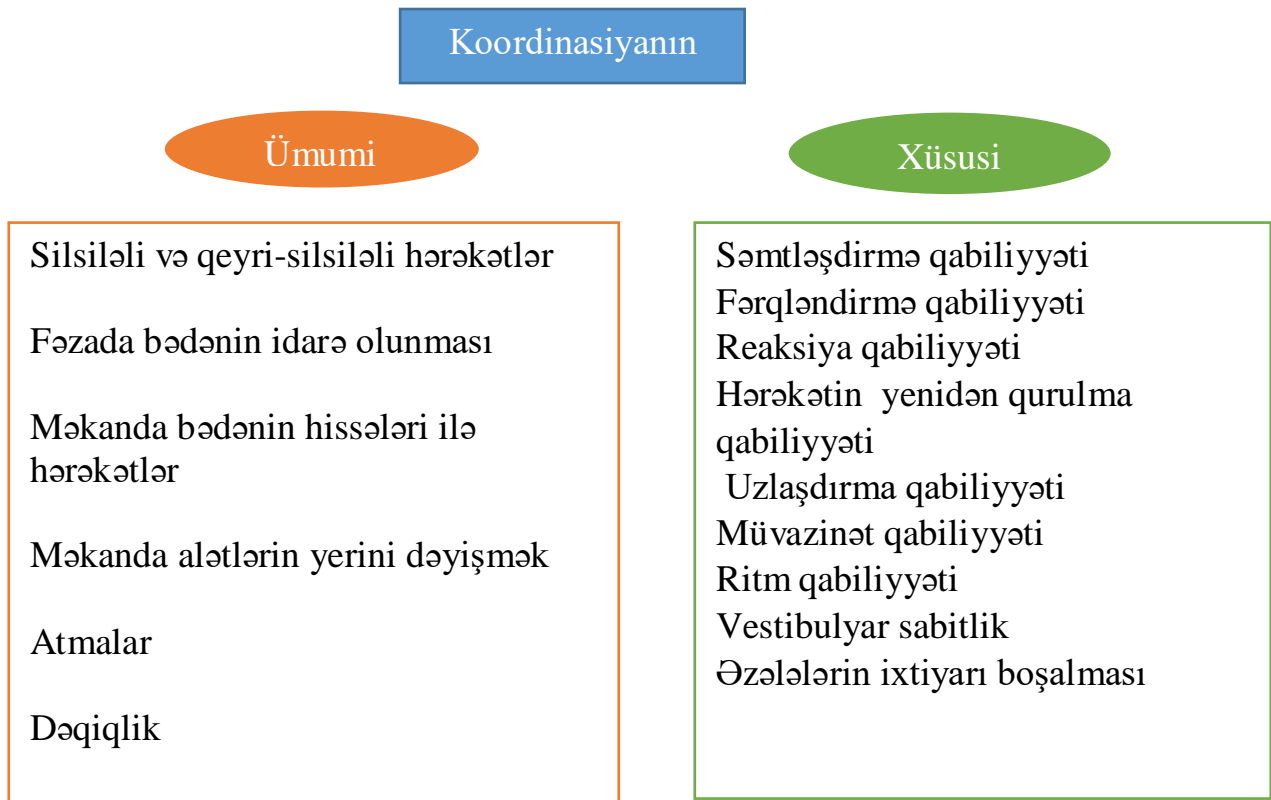 Koordinasiyanın
Ümumi
Xüsusi
Silsiləli və qeyri-silsiləli hərəkətlər
Fəzada bədənin idarə olunması
Məkanda bədənin hissələri ilə
hərəkətlər
Məkanda alətlərin yerini dəyişmək
Atmalar
Dəqiqlik
Səmtləşdirmə qabiliyyəti
Fərqləndirmə qabiliyyəti
Reaksiya qabiliyyəti
Hərəkətin yenidən qurulma
qabiliyyəti
Uzlaşdırma qabiliyyəti
Müvazinət qabiliyyəti
Ritm qabiliyyəti
Vestibulyar sabitlik
Əzələlərin ixtiyarı boşalması